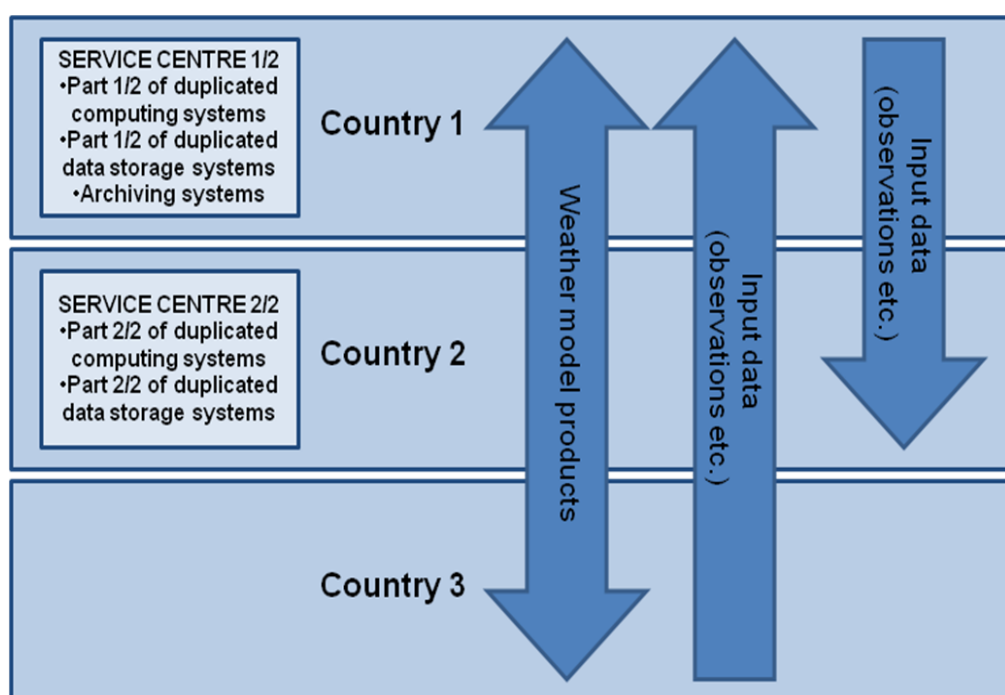 SERVICE CENTRE 1/2
•Part 1/2 of duplicated
computing systems
•Part 1/2 of duplicated
data storage systems
•Archiving systems
Country 1
SERVICE CENTRE 2/2
•Part 2/2 of duplicated
computing systems
•Part 2/2 of duplicated
data storage systems
Country 2
Country 3
Weather model products
Input data
(observations etc.)
Input data
(observations etc.)